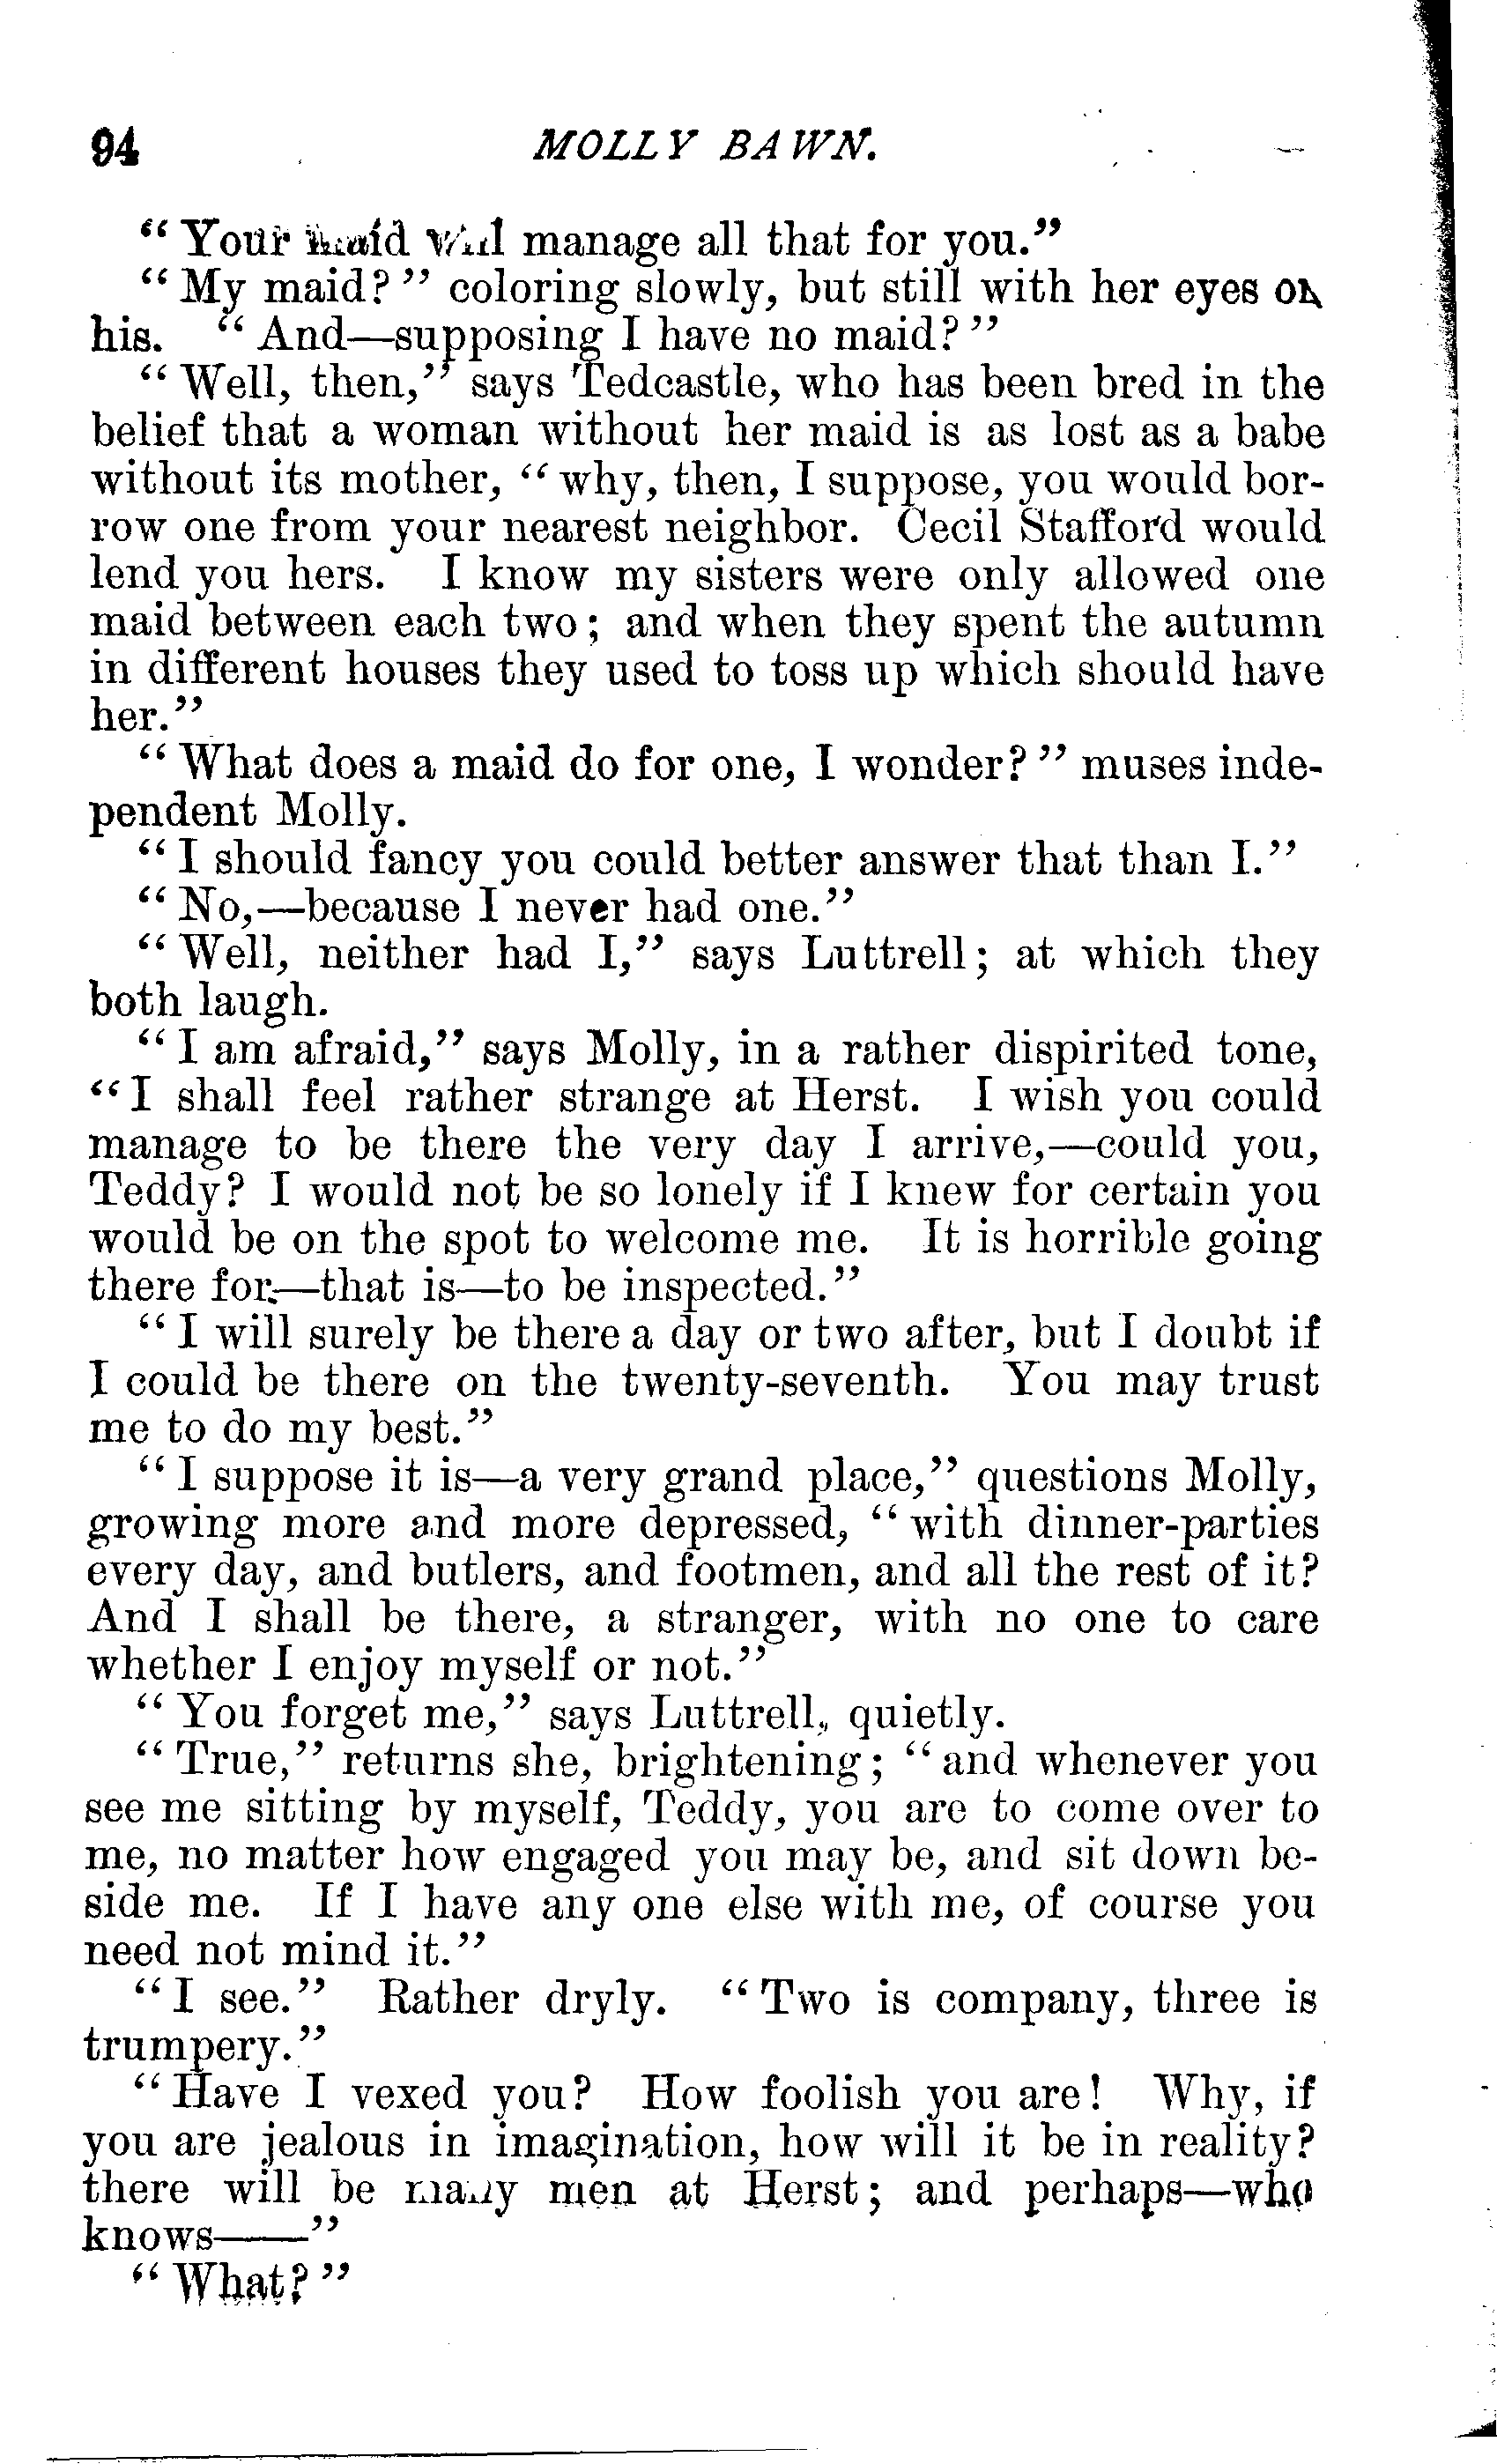 94 MOLLY BAWN.
"Your maid will manage all that for you."
"My maid?" coloring slowly, but still with her eyes on
his. "And—supposing I have no maid?"
"Well, then," says Tedcastle, who has been bred in the
belief that a woman without her maid is as lost as a babe
without its mother, "why, then, I suppose, you would bor-
row one from your nearest neighbor. Cecil Stafford would
lend you hers. I know my sisters were only allowed one
maid between each two; and when they spent the autumn
in different houses they used to toss up which should have
her."
"What does a maid do for one, I wonder?" muses inde-
pendent Molly.
"I should fancy you could better answer that than I."
"No,—because I never had one."
"Well, neither had I," says Luttrell; at which they
both laugh.
"I am afraid," says Molly, in a rather dispirited tone,
"I shall feel rather strange at Herst. I wish you could
manage to be there the very day I arrive,—could you,
Teddy? I would not be so lonely if I knew for certain you
would be on the spot to welcome me. It is horrible going
there for—that is—to be inspected."
"I will surely be there a day or two after, but I doubt if
I could be there on the twenty-seventh. You may trust
me to do my best."
"I suppose it is—a very grand place," questions Molly,
growing more and more depressed, "with dinner-parties
every day, and butlers, and footmen, and all the rest of it?
And I shall be there, a stranger, with no one to care
whether I enjoy myself or not."
"You forget me," says Luttrell, quietly.
"True," returns she, brightening; "and whenever you
see me sitting by myself, Teddy, you are to come over to
me, no matter how engaged you may be, and sit down be-
side me. If I have any one else with me, of course you
need not mind it."
"I see." Rather dryly. "Two is company, three is
trumpery."
"Have I vexed you? How foolish you are! Why, if
you are jealous in imagination, how will it be in reality?
there will be many men at Herst; and perhaps—who
knows——"
"What?"